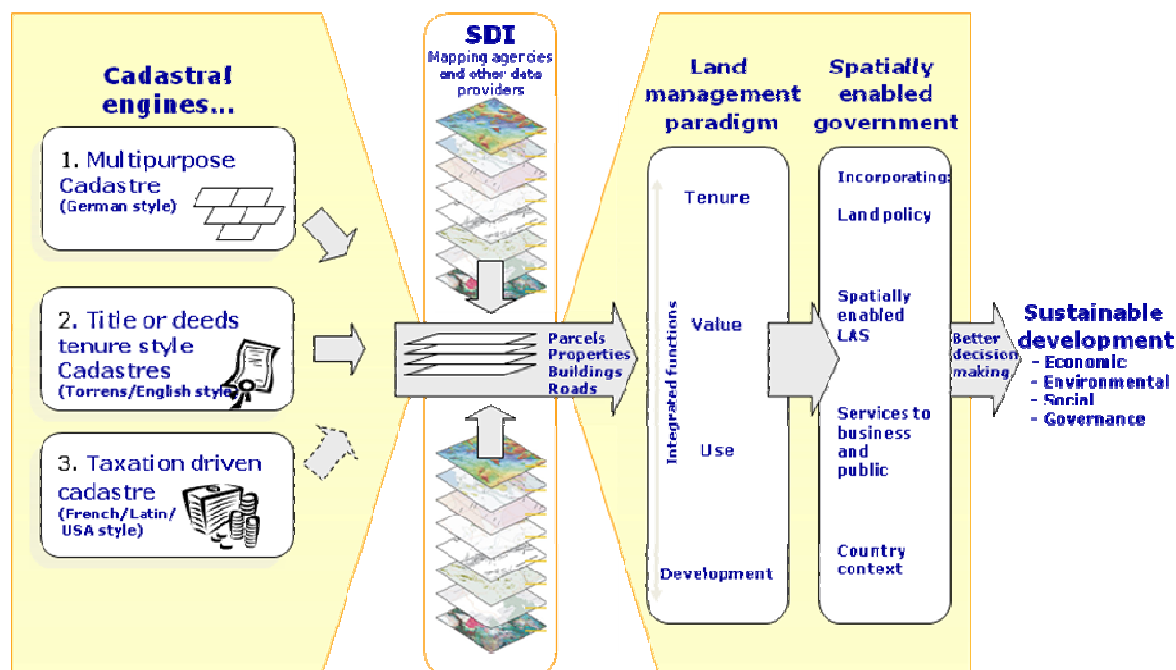 Cadastral
engines...
1. Multipurpose
Cadastre
(German style)
2. Title or deeds
tenure style
Cadastres
(Torrens/English style)
3. Taxation driven
cadastre
(French/Latin/
USA style)
SDI
Mapping agencies
and other data
providers
Parcels
Properties
Buildings
Roads
Land
management
paradigm
Integrated functions
Tenure
Value
Use
Development
Spatially
enabled
government
Incorporating:
Land policy
Spatially
enabled
LAS
Services to
business
and
public
Country
context
Better
decision
making
Sustainable
development
- Economic
- Environmental
- Social
- Governance